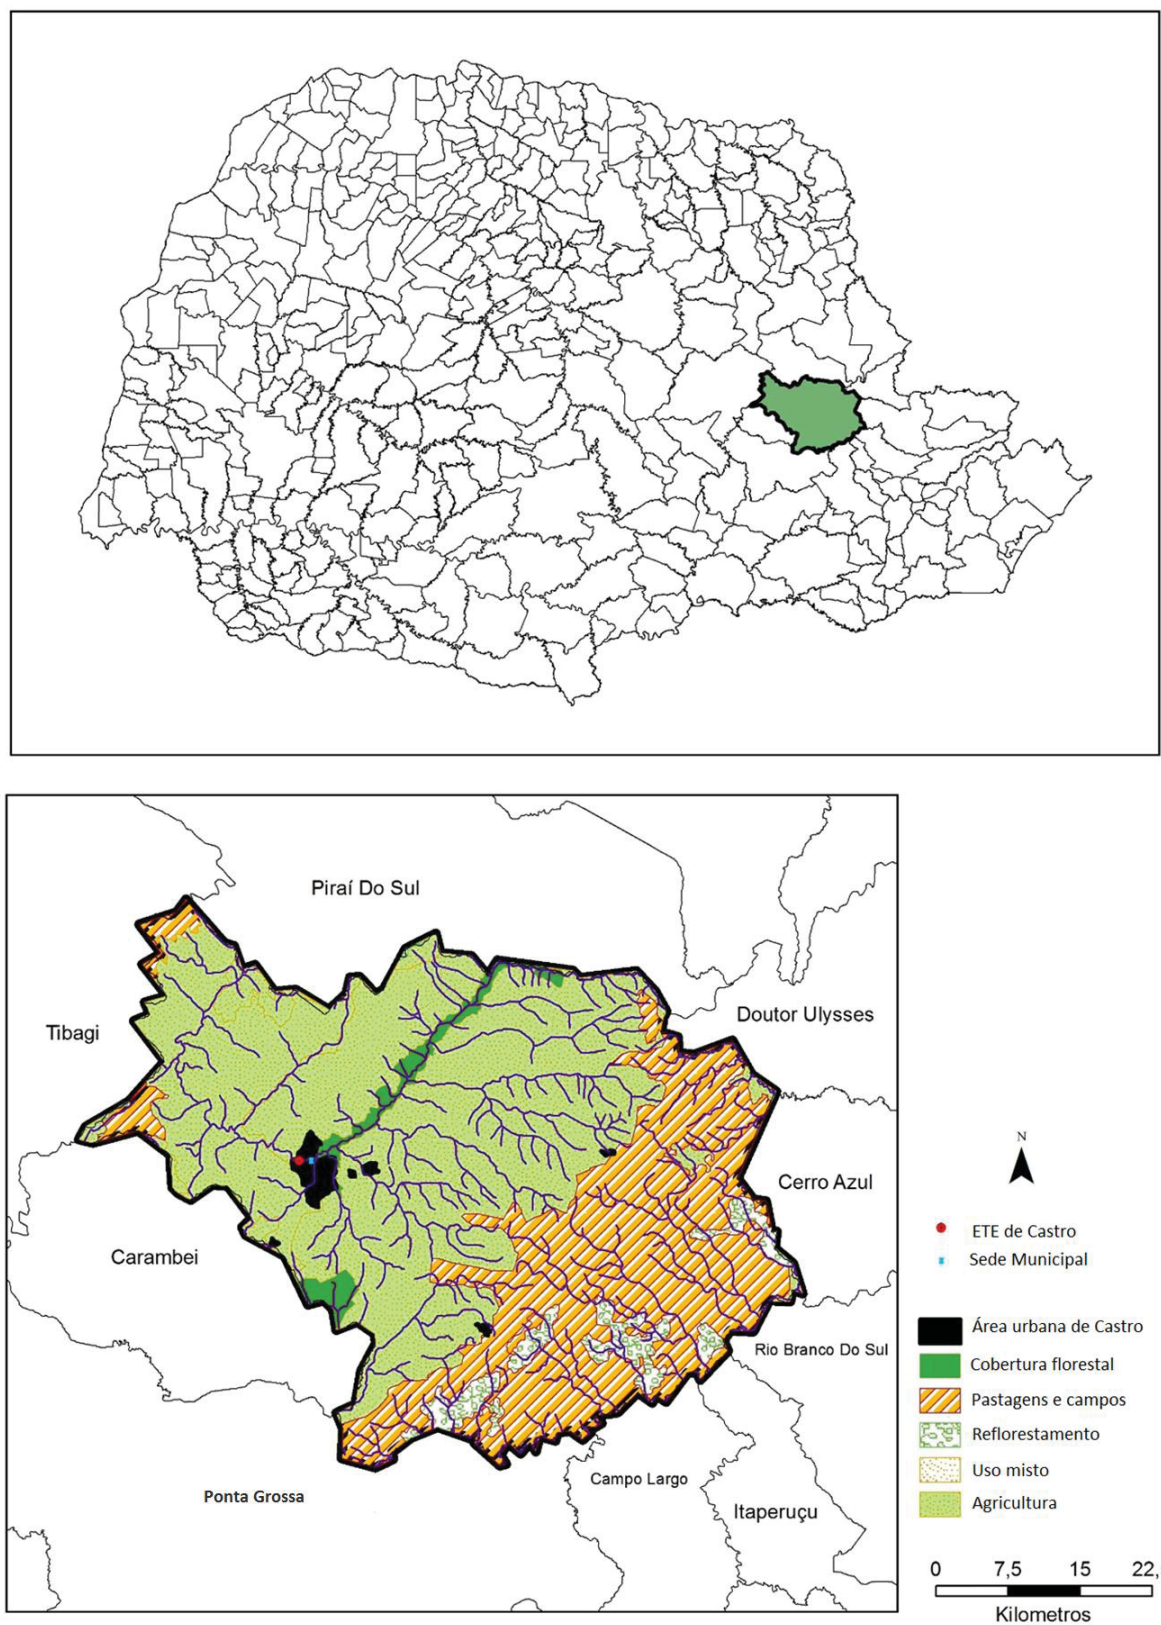 Piraí Do Sul
Tibagi
Doutor Ulysses
Cerro Azul
Carambei
Rio Branco Do Sul
Campo Largo
Ponta Grossa
Itaperuçu
N
ETE de Castro
Sede Municipal
Área urbana de Castro
Cobertura florestal
Pastagens e campos
Reflorestamento
Uso misto
Agricultura
0 7,5 15 22,
Kilometros